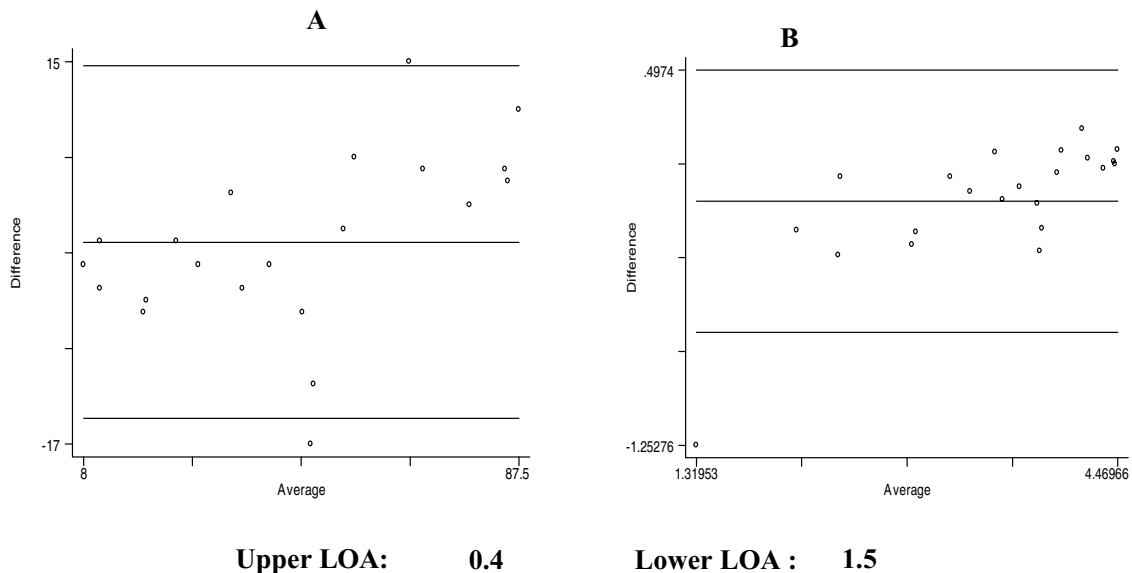 A
B
15
Difference
-17
8
87.5
Average
.4974
Difference
-1.25276
1.31953
4.46966
Average
Upper LOA: 0.4 Lower LOA : 1.5